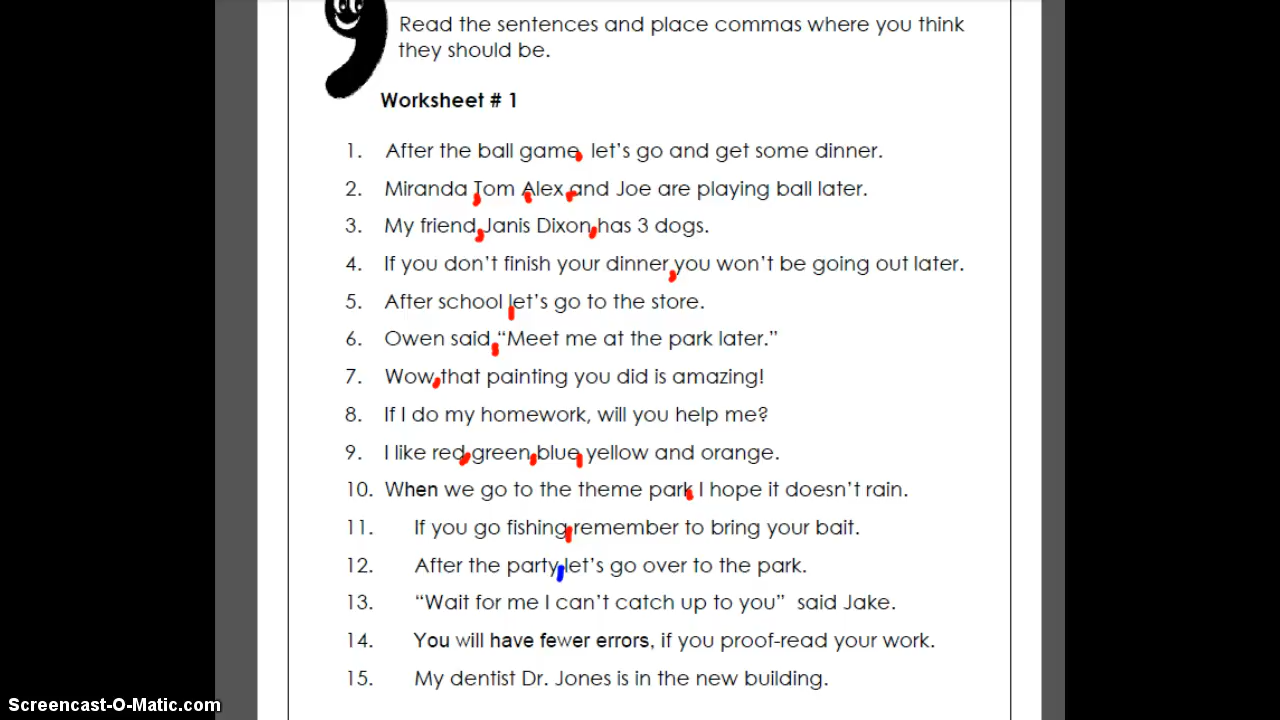 Read the sentences and place commas where you think
they should be.
Worksheet # 1
1. After the ball game, let's go and get some dinner.
2. Miranda, Tom, Alex, and Joe are playing ball later.
3. My friend, Janis Dixon, has 3 dogs.
4. If you don't finish your dinner, you won't be going out later.
5. After school, let's go to the store.
6. Owen said, “Meet me at the park later.”
7. Wow, that painting you did is amazing!
8. If I do my homework, will you help me?
9. I like red, green, blue, yellow and orange.
10. When we go to the theme park, I hope it doesn't rain.
11. If you go fishing, remember to bring your bait.
12. After the party, let's go over to the park.
13. “Wait for me I can't catch up to you” said Jake.
14. You will have fewer errors, if you proof-read your work.
15. My dentist Dr. Jones is in the new building.
Screencast-O-Matic.com